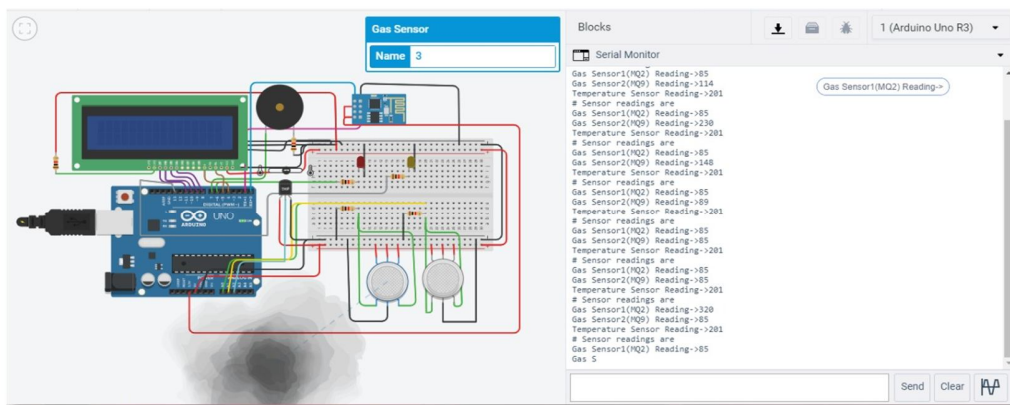 Gas Sensor
Name 3
TMP
DIGITAL (PWM~)
UNO
ARDUINO
Blocks
1 (Arduino Uno R3)
Serial Monitor
Gas Sensor1(MQ2) Reading->85
Gas Sensor2(MQ9) Reading->114
Temperature Sensor Reading->201
# Sensor readings are
Gas Sensor1(MQ2) Reading->85
Gas Sensor2(MQ9) Reading->230
Temperature Sensor Reading->201
# Sensor readings are
Gas Sensor1(MQ2) Reading->85
Gas Sensor2(MQ9) Reading->148
Temperature Sensor Reading->201
# Sensor readings are
Gas Sensor1(MQ2) Reading->85
Gas Sensor2(MQ9) Reading->89
Temperature Sensor Reading->201
# Sensor readings are
Gas Sensor1(MQ2) Reading->85
Gas Sensor2(MQ9) Reading->85
Temperature Sensor Reading->201
# Sensor readings are
Gas Sensor1(MQ2) Reading->85
Gas Sensor2(MQ9) Reading->85
Temperature Sensor Reading->201
# Sensor readings are
Gas Sensor1(MQ2) Reading->320
Gas Sensor2(MQ9) Reading->85
Temperature Sensor Reading->201
# Sensor readings are
Gas Sensor1(MQ2) Reading->85
Gas S
Gas Sensor1(MQ2) Reading->
Send
Clear